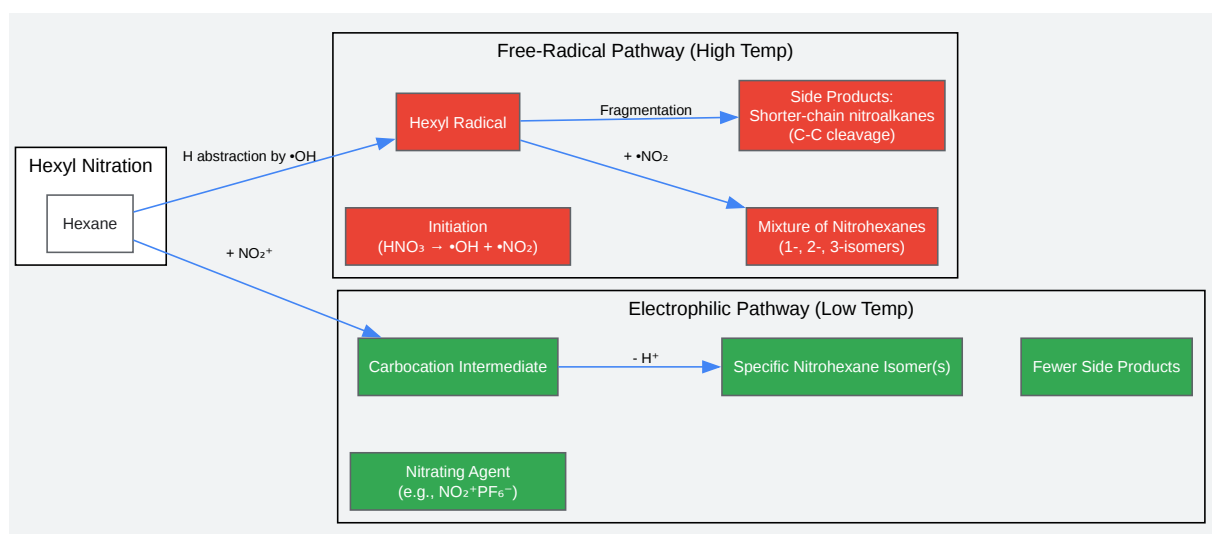 Hexyl Nitration
Hexane
H abstraction by •OH
+ NO₂⁺
Free-Radical Pathway (High Temp)
Hexyl Radical
Fragmentation
Side Products:
Shorter-chain nitroalkanes
(C-C cleavage)
+ •NO₂
Initiation
(HNO₃ → •OH + •NO₂)
Mixture of Nitrohexanes
(1-, 2-, 3-isomers)
Electrophilic Pathway (Low Temp)
Carbocation Intermediate
- H⁺
Specific Nitrohexane Isomer(s)
Fewer Side Products
Nitrating Agent
(e.g., NO₂⁺PF₆⁻)